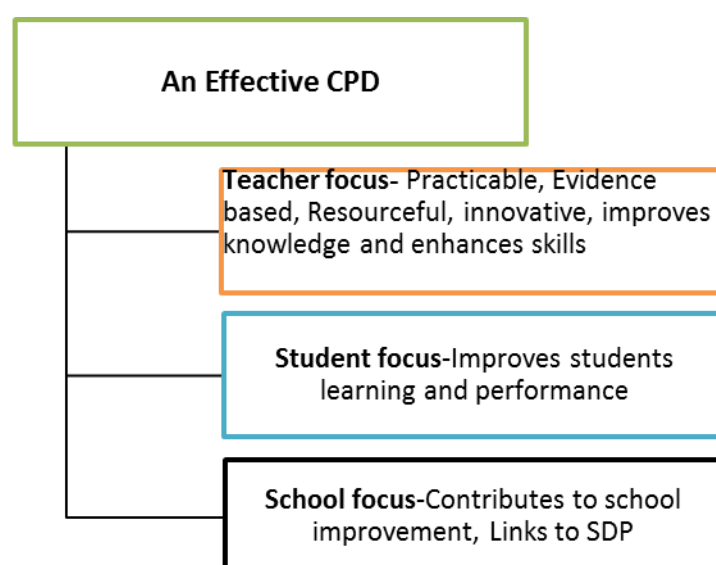 An Effective CPD
Teacher focus- Practicable, Evidence
based, Resourceful, innovative, improves
knowledge and enhances skills
Student focus-Improves students
learning and performance
School focus-Contributes to school
improvement, Links to SDP